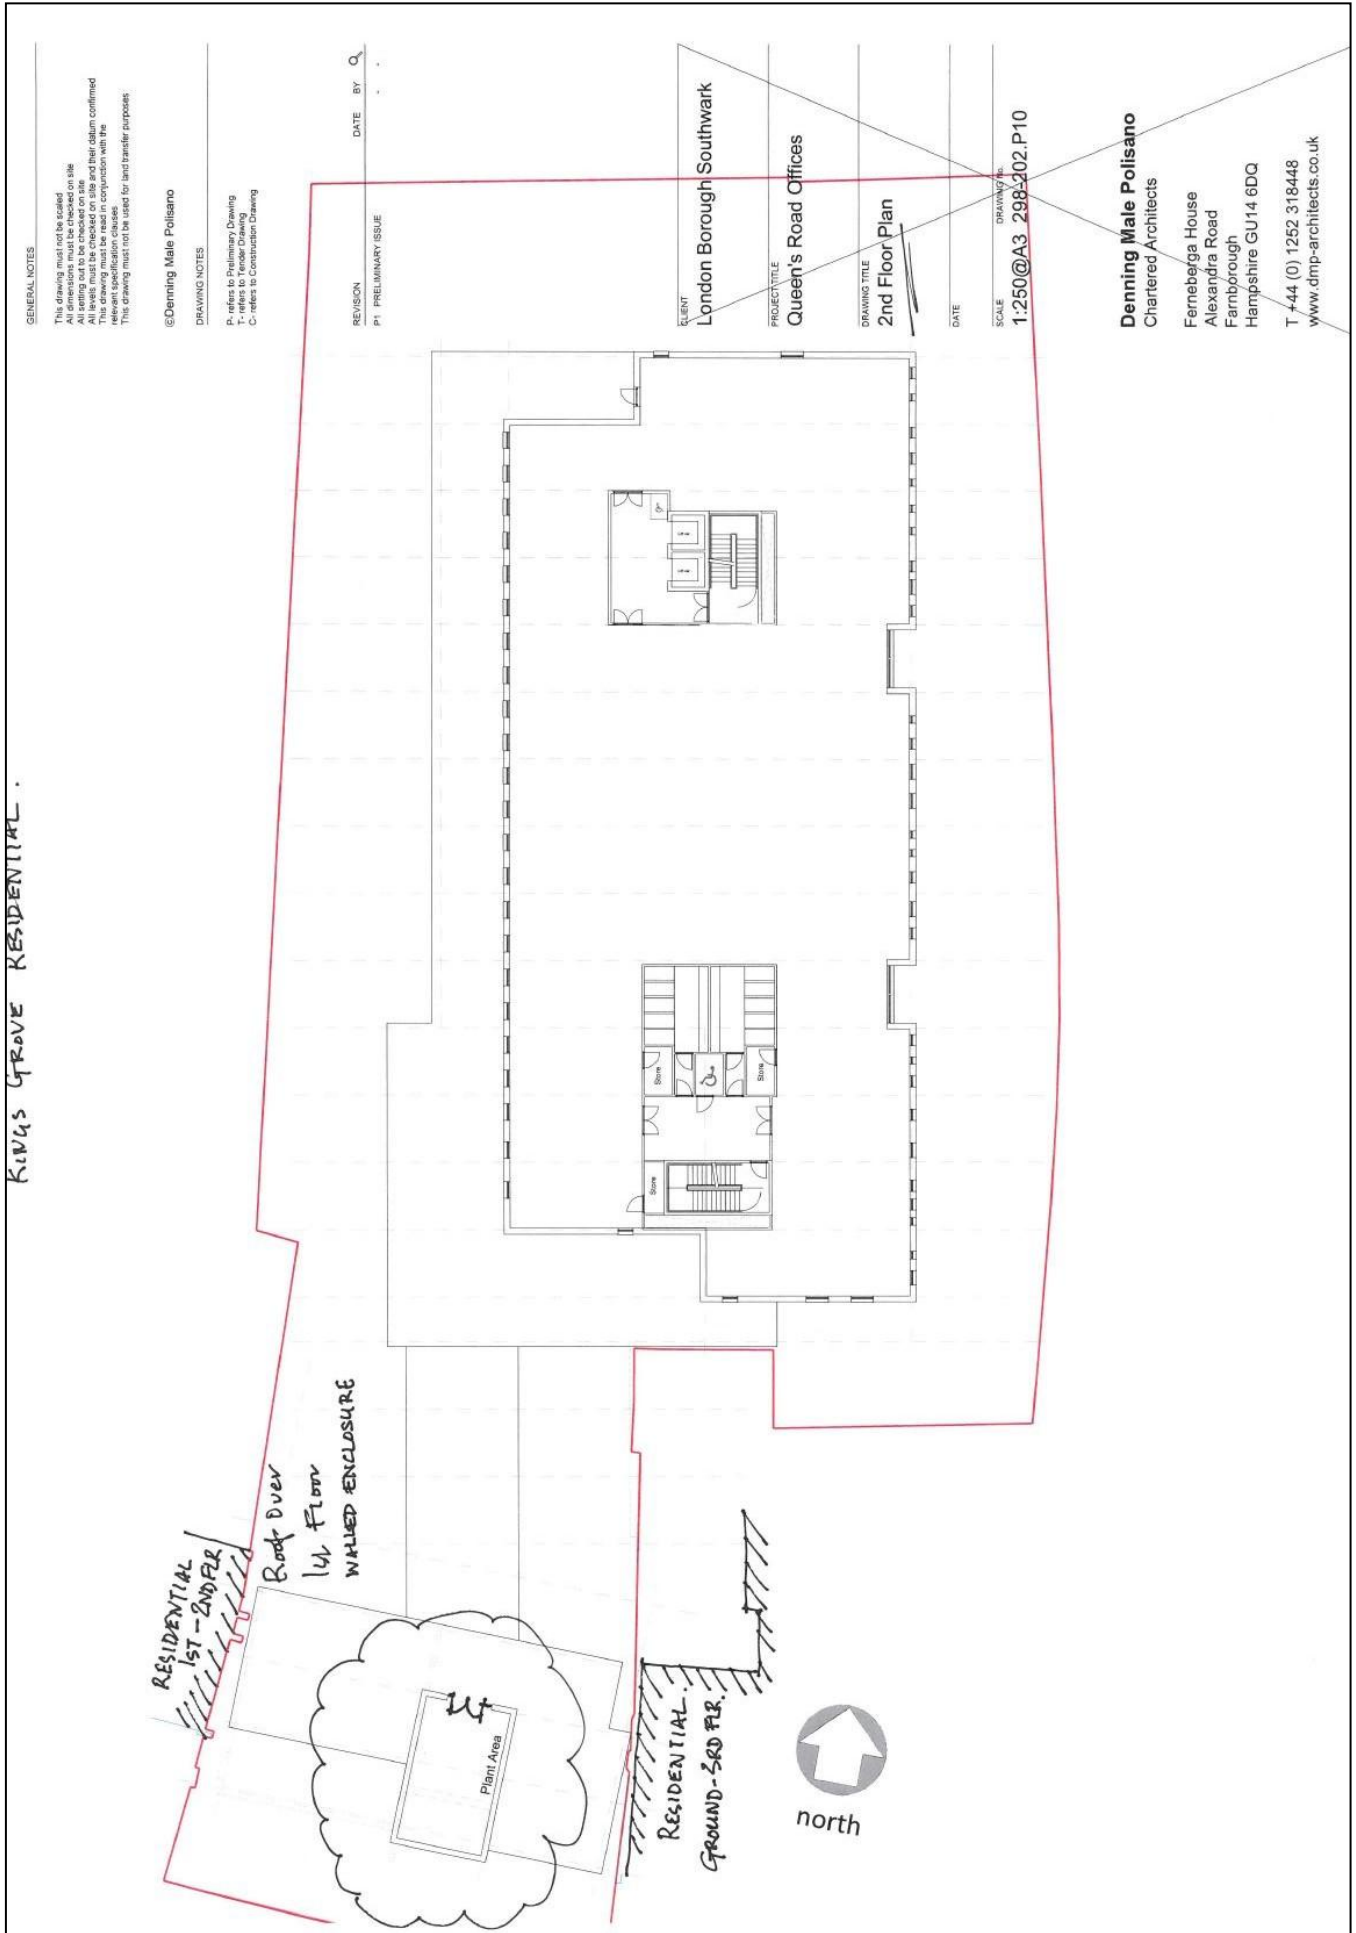 GENERAL NOTES
This drawing must not be scaled
All dimensions must be checked on site
All setting out to be checked on site
All levels must be checked on site and their datum confirmed
This drawing must be read in conjunction with the
relevant specification clauses
This drawing must not be used for land transfer purposes
©Denning Male Polisano
DRAWING NOTES
P- refers to Preliminary Drawing
T- refers to Tender Drawing
C- refers to Construction Drawing
REVISION DATE BY
P1 PRELIMINARY ISSUE - -
CLIENT
London Borough Southwark
PROJECT TITLE
Queen's Road Offices
DRAWING TITLE
2nd Floor Plan
DATE
SCALE DRAWING No.
1:250@A3 298-202.P10
Denning Male Polisano
Chartered Architects
Ferneberga House
Alexandra Road
Farnborough
Hampshire GU14 6DQ
T +44 (0) 1252 318448
www.dmp-architects.co.uk
KINGS GROVE RESIDENTIAL.
Store
Store
Store
RESIDENTIAL
1ST-2ND FLR
Roof Over
1st Floor
WALLED ENCLOSURE
Plant Area
RESIDENTIAL.
GROUND-3RD FLR.
north